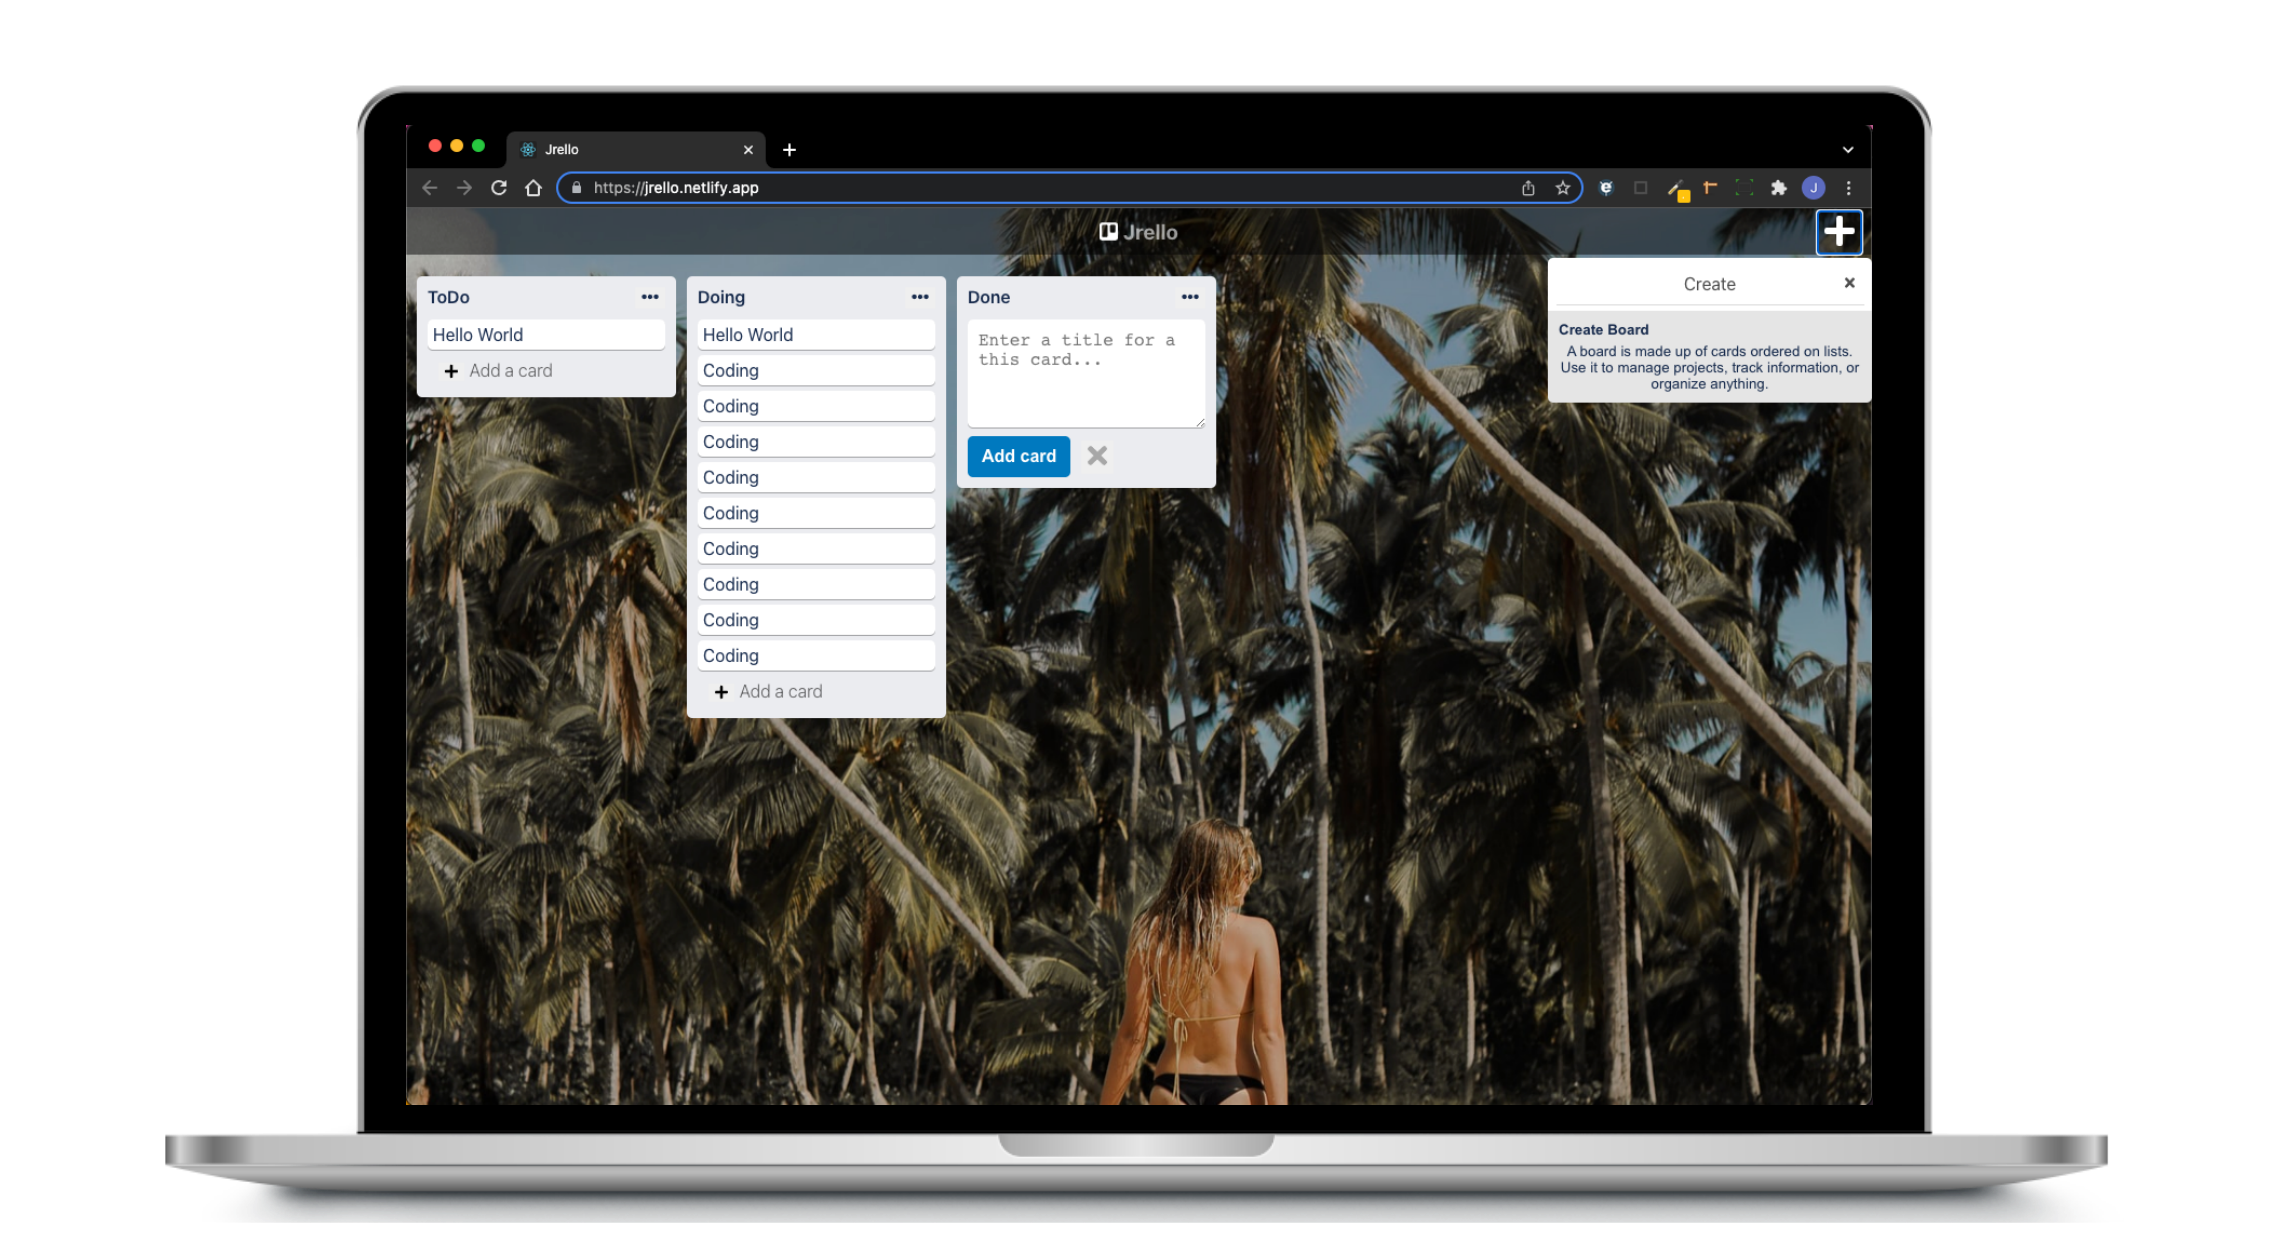 Jrello
https://jrello.netlify.app
J
Jrello
ToDo
Hello World
Add a card
Doing
Hello World
Coding
Coding
Coding
Coding
Coding
Coding
Coding
Coding
Coding
Add a card
Done
Enter a title for a
this card...
Add card
Create
Create Board
A board is made up of cards ordered on lists.
Use it to manage projects, track information, or
organize anything.